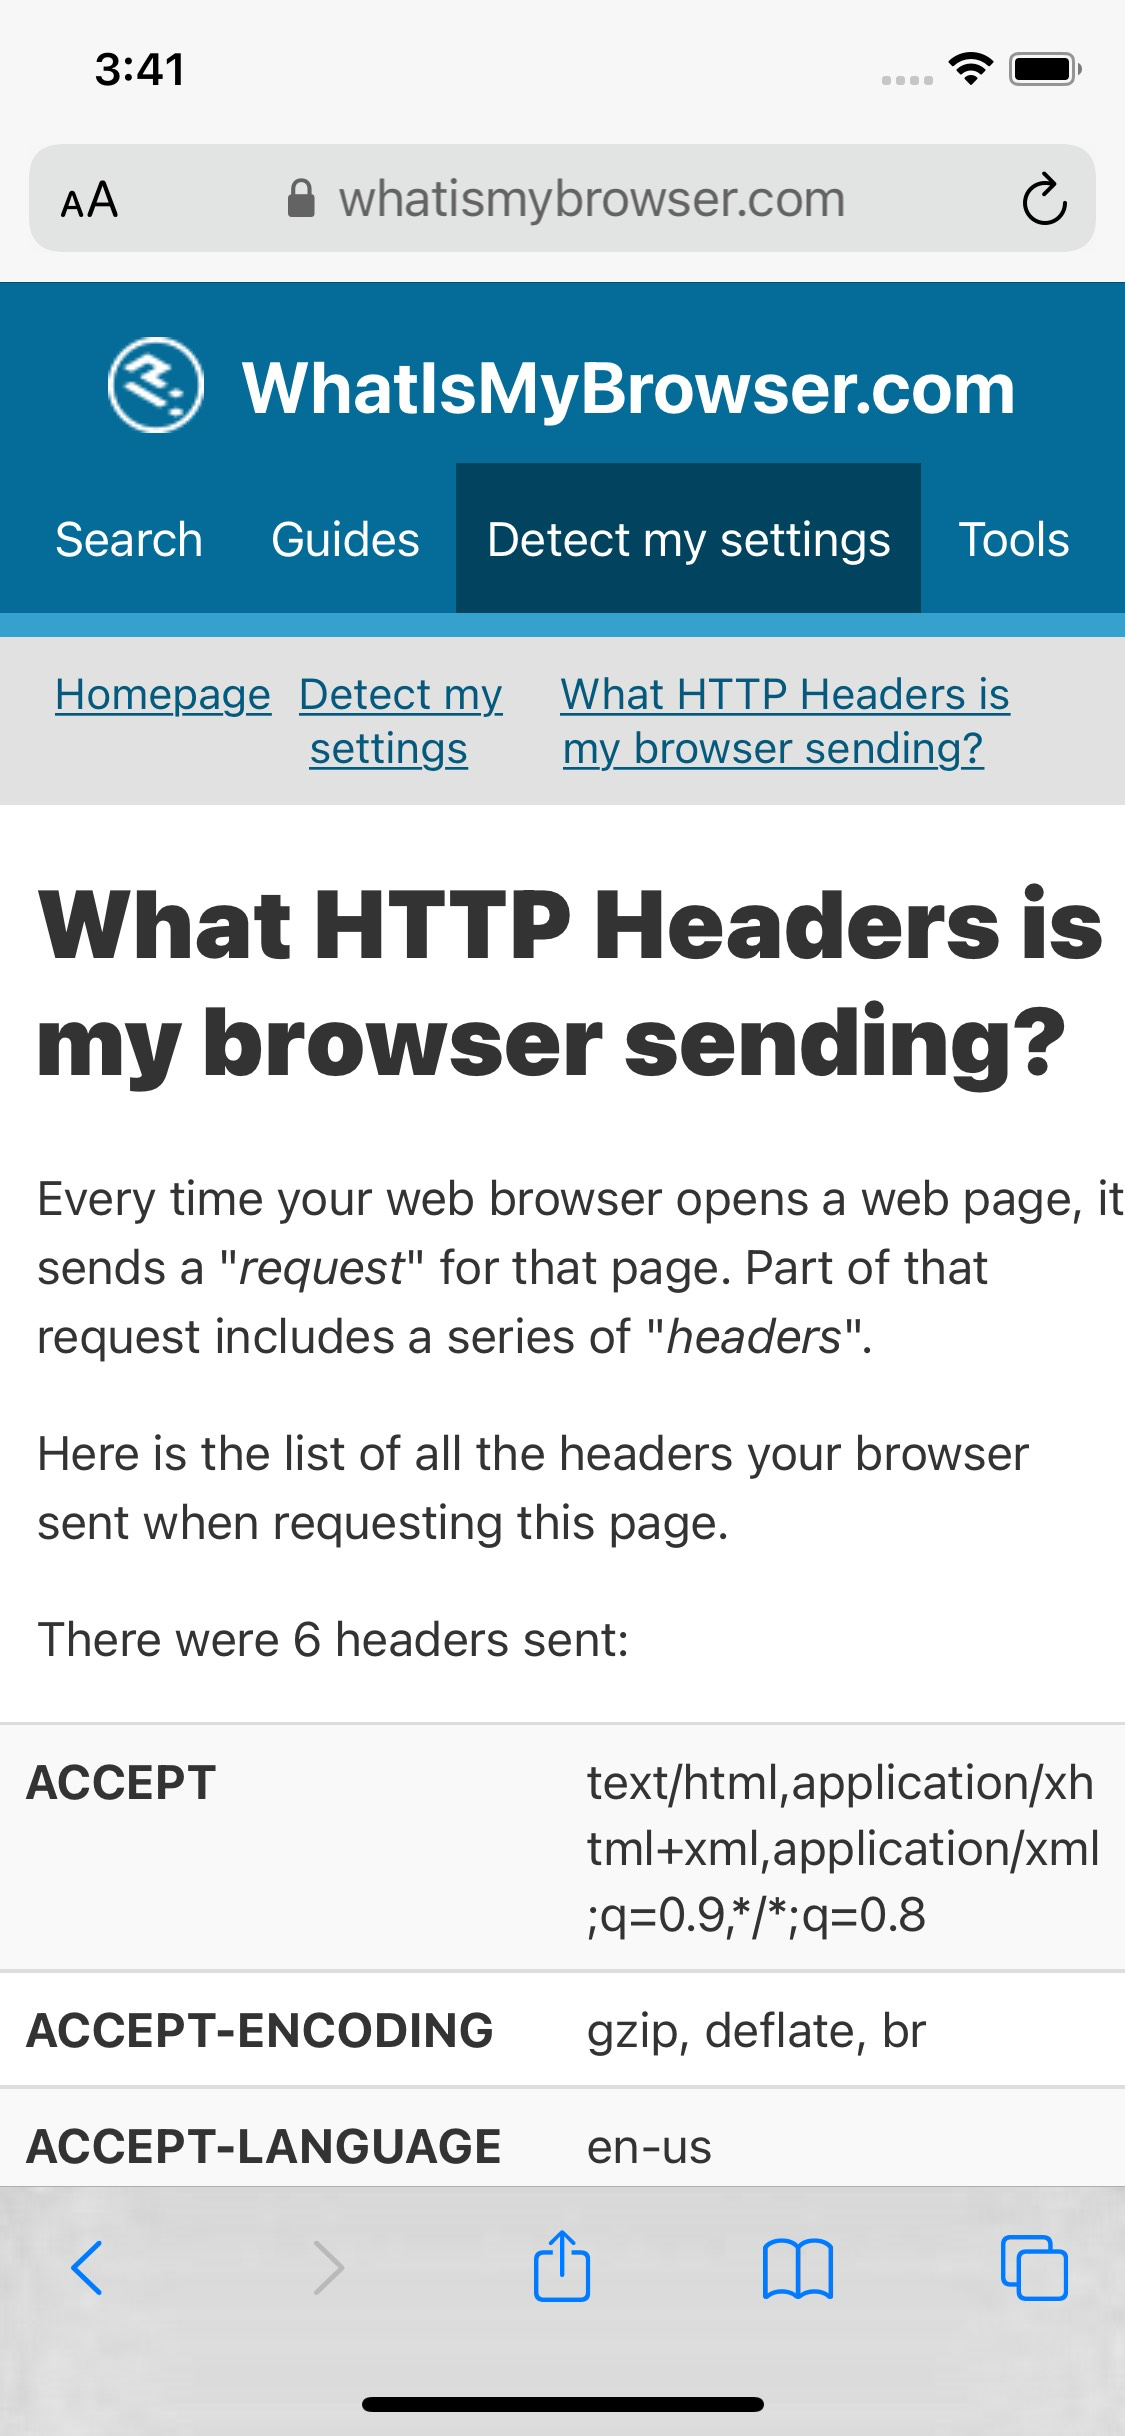 3:41
AA whatismybrowser.com
WhatIsMyBrowser.com
Search Guides Detect my settings Tools
Homepage Detect my settings What HTTP Headers is my browser sending?
What HTTP Headers is
my browser sending?
Every time your web browser opens a web page, it
sends a "request" for that page. Part of that
request includes a series of "headers".
Here is the list of all the headers your browser
sent when requesting this page.
There were 6 headers sent:
ACCEPT text/html,application/xh
tml+xml,application/xml
;q=0.9,*/*;q=0.8
ACCEPT-ENCODING gzip, deflate, br
ACCEPT-LANGUAGE en-us